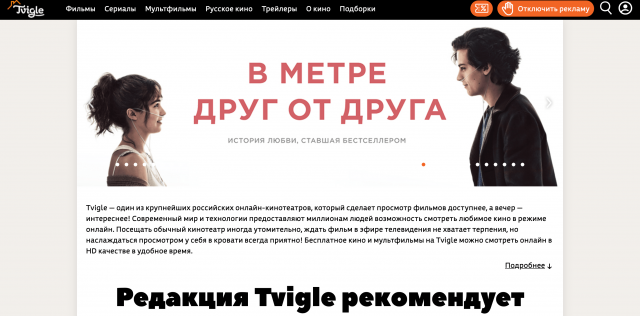 Tvigle
Фильмы Сериалы Мультфильмы Русское кино Трейлеры О кино Подборки
Отключить рекламу
В МЕТРЕ
ДРУГ ОТ ДРУГА
ИСТОРИЯ ЛЮБВИ, СТАВШАЯ БЕСТСЕЛЛЕРОМ
Tvigle — один из крупнейших российских онлайн-кинотеатров, который сделает просмотр фильмов доступнее, а вечер —
интереснее! Современный мир и технологии предоставляют миллионам людей возможность смотреть любимое кино в режиме
онлайн. Посещать обычный кинотеатр иногда утомительно, ждать фильм в эфире телевидения не хватает терпения, но
наслаждаться просмотром у себя в кровати всегда приятно! Бесплатное кино и мультфильмы на Tvigle можно смотреть онлайн в
HD качестве в удобное время.
Подробнее ↓
Редакция Tvigle рекомендует